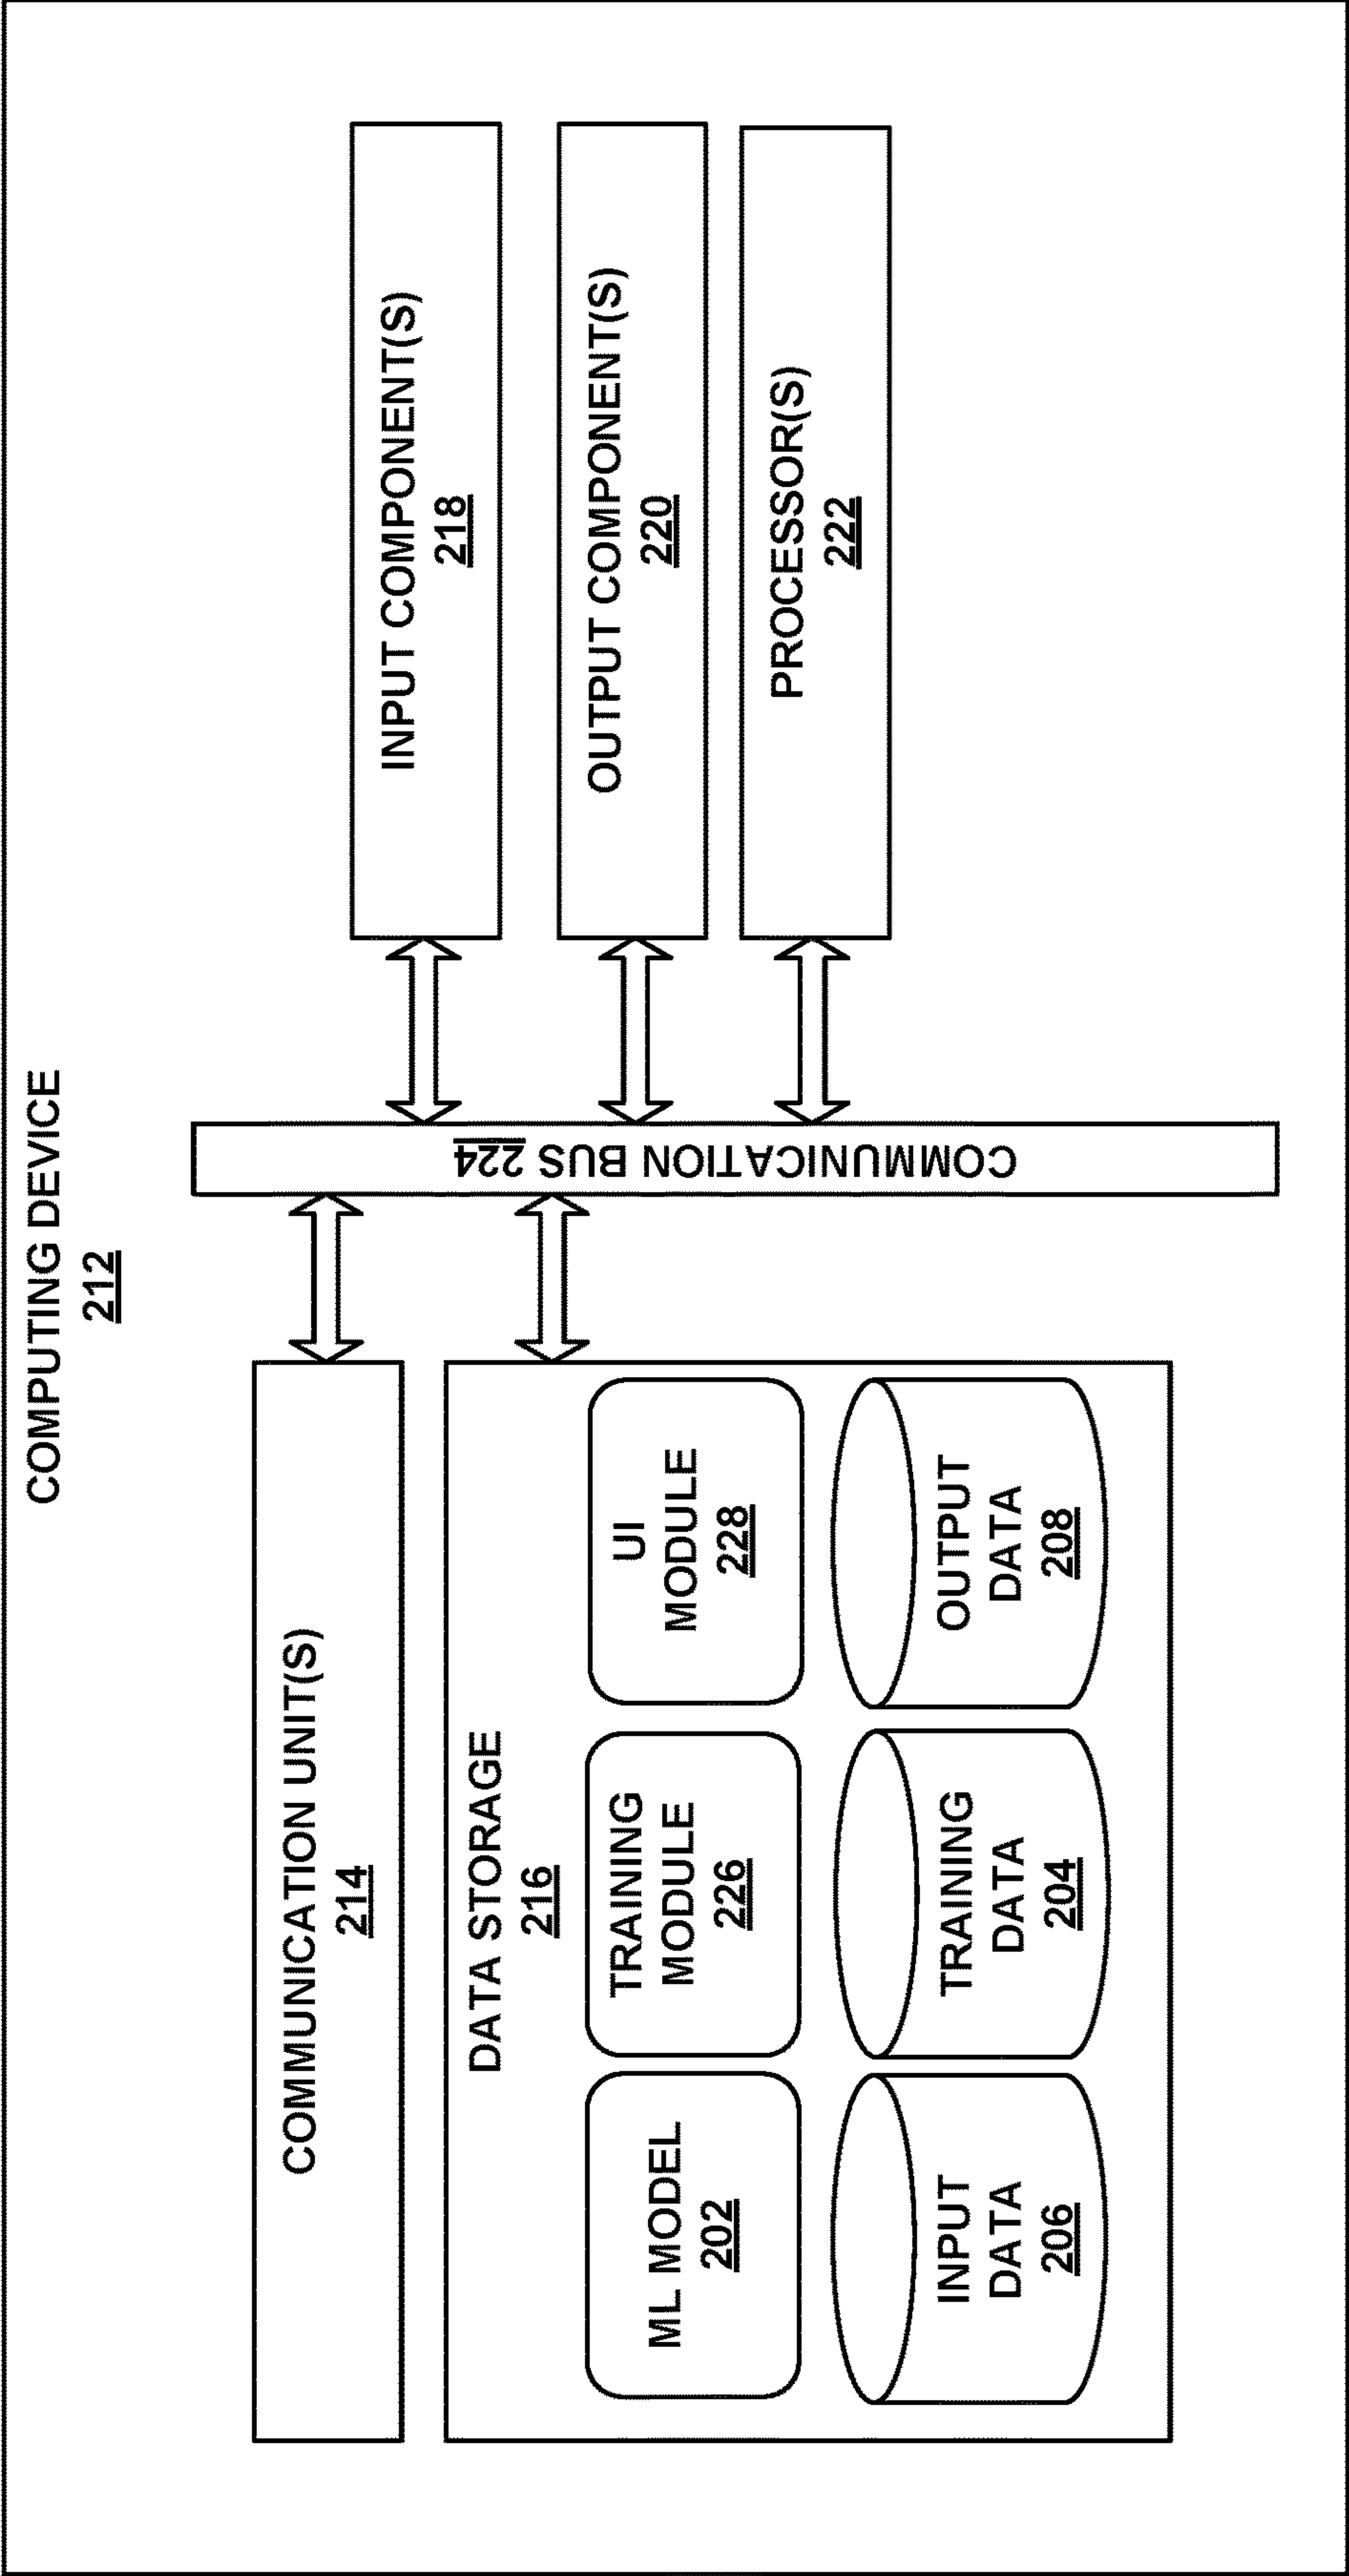 COMPUTING DEVICE
212
COMMUNICATION UNIT(S)
214
DATA STORAGE
216
ML MODEL
202
TRAINING
MODULE
226
UI
MODULE
228
INPUT
DATA
206
TRAINING
DATA
204
OUTPUT
DATA
208
COMMUNICATION BUS 224
INPUT COMPONENT(S)
218
OUTPUT COMPONENT(S)
220
PROCESSOR(S)
222